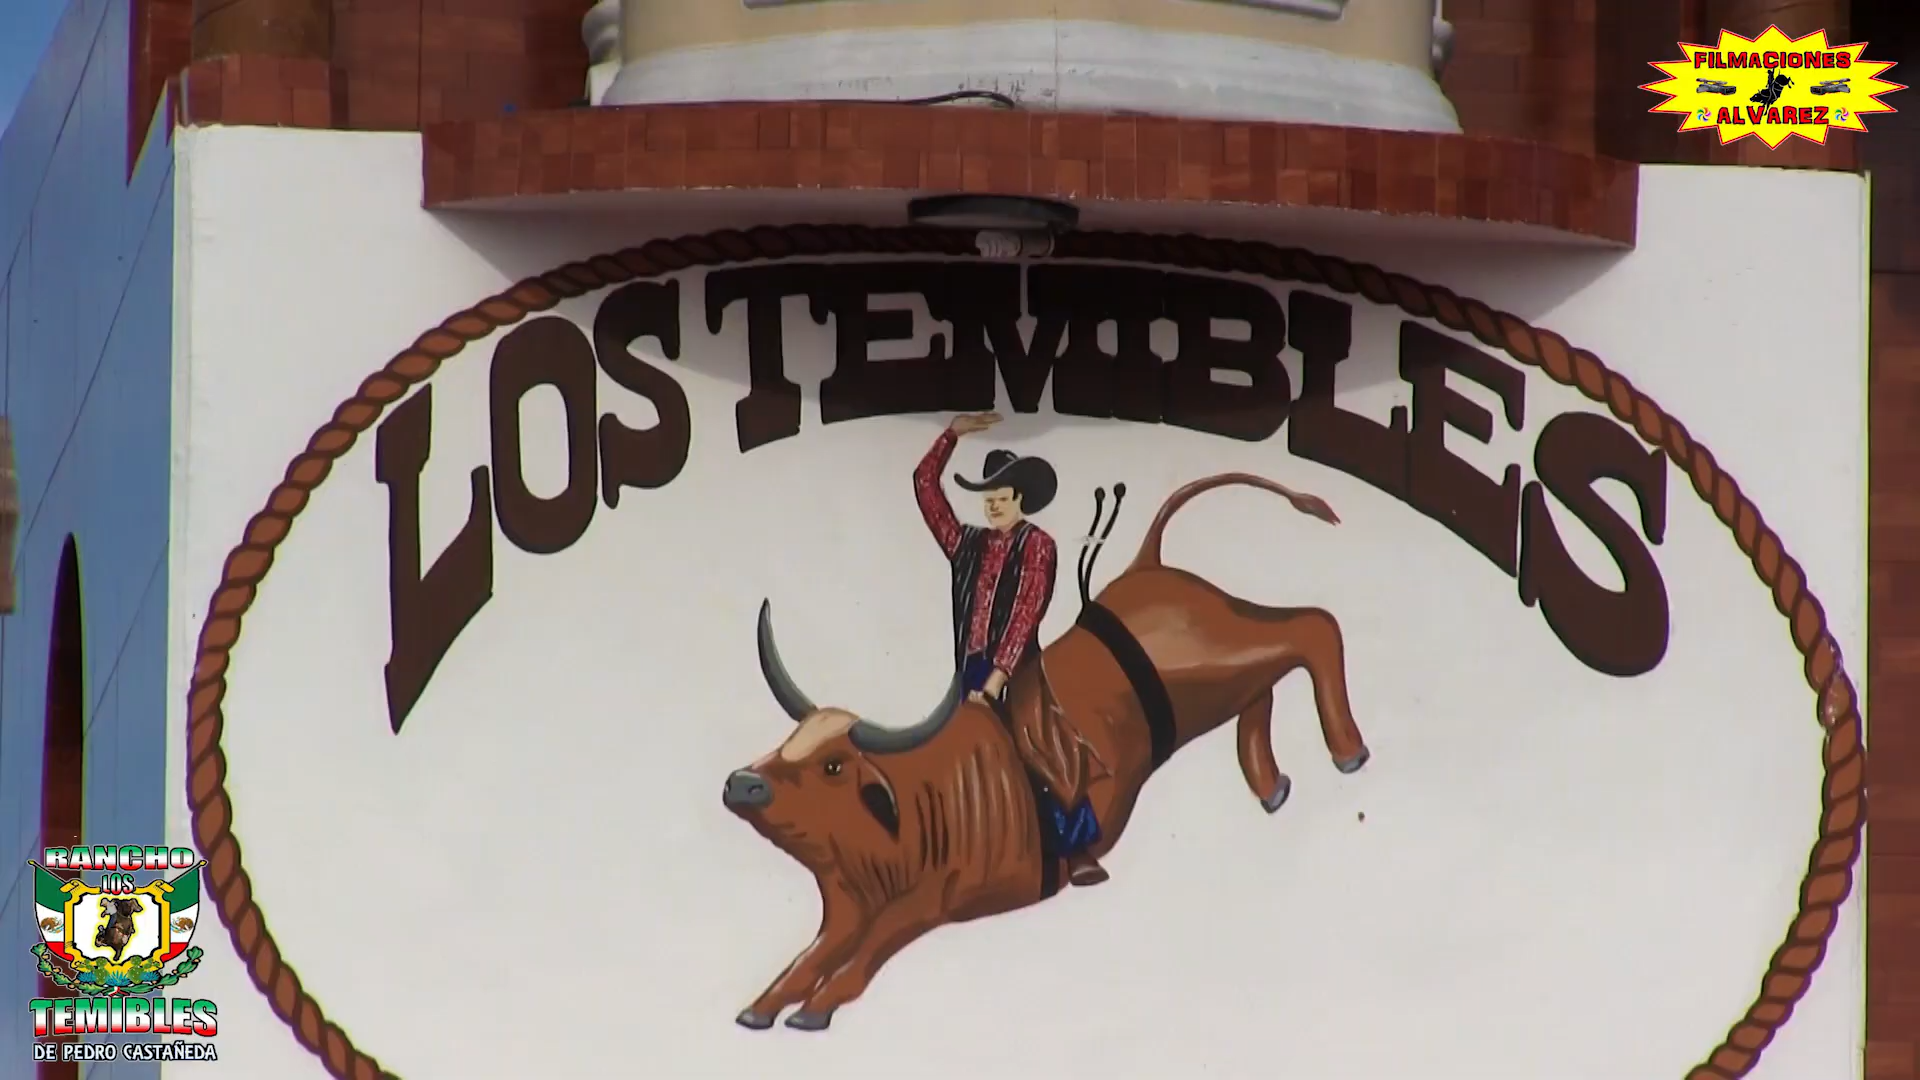 FILMACIONES
ALVAREZ
LOS TEMIBLES
RANCHO
LOS
TEMIBLES
DE PEDRO CASTAÑEDA